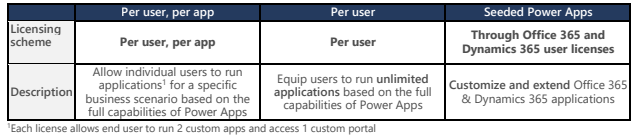 Per user, per app Per user Seeded Power Apps
Licensing scheme Per user, per app Per user Through Office 365 and Dynamics 365 user licenses
Description Allow individual users to run applications¹ for a specific business scenario based on the full capabilities of Power Apps Equip users to run unlimited applications based on the full capabilities of Power Apps Customize and extend Office 365 & Dynamics 365 applications
¹Each license allows end user to run 2 custom apps and access 1 custom portal